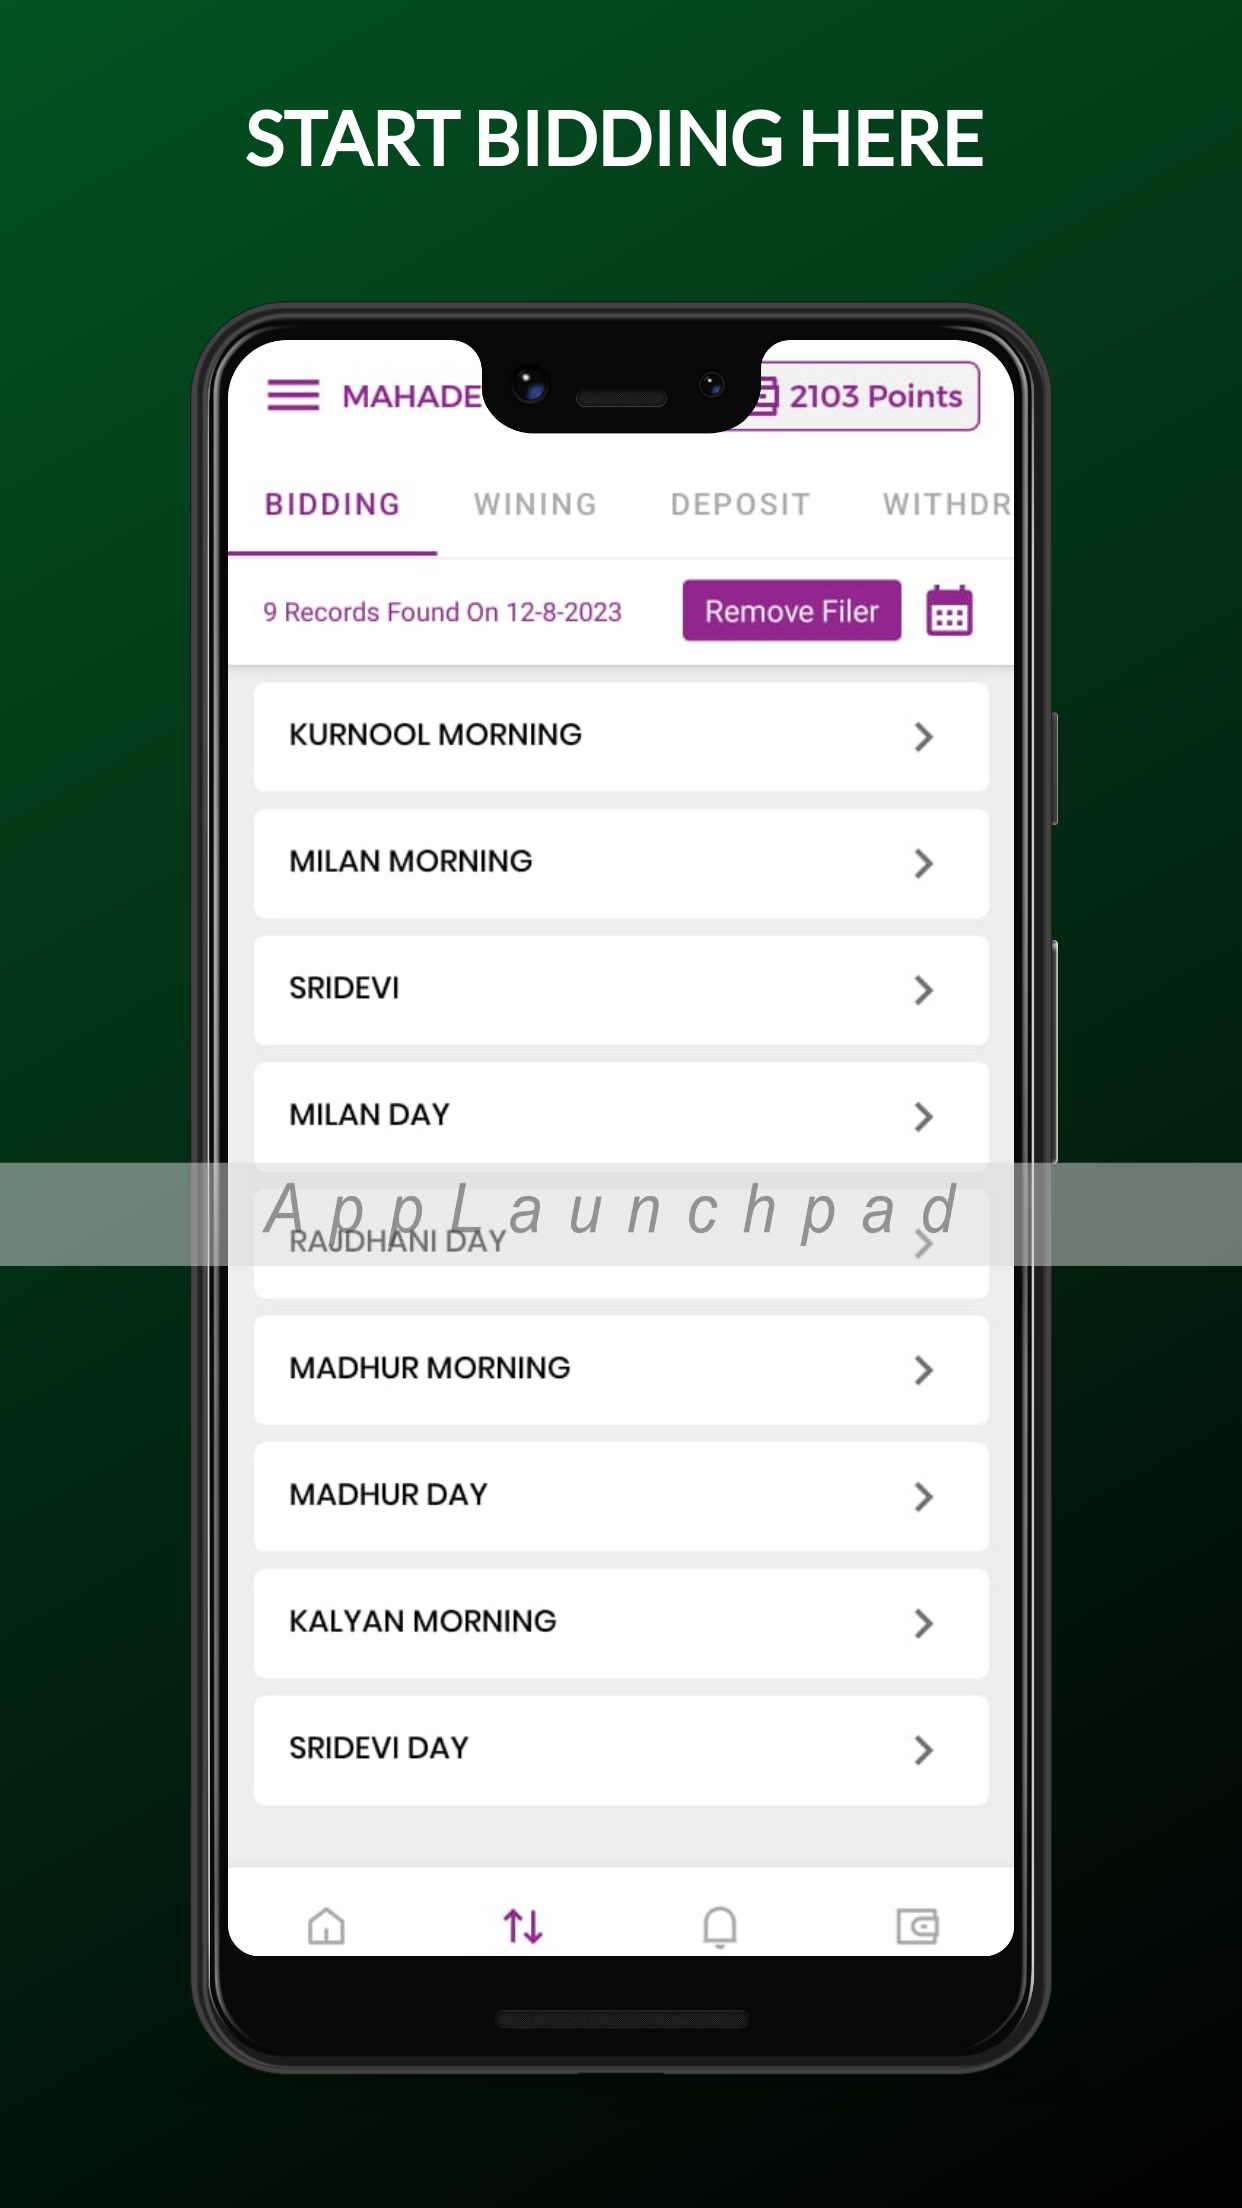 START BIDDING HERE
MAHADE
2103 Points
BIDDING WINING DEPOSIT WITHDR
9 Records Found On 12-8-2023 Remove Filer
KURNOOL MORNING
MILAN MORNING
SRIDEVI
MILAN DAY
AppLaunchpad
RAJDHANI DAY
MADHUR MORNING
MADHUR DAY
KALYAN MORNING
SRIDEVI DAY